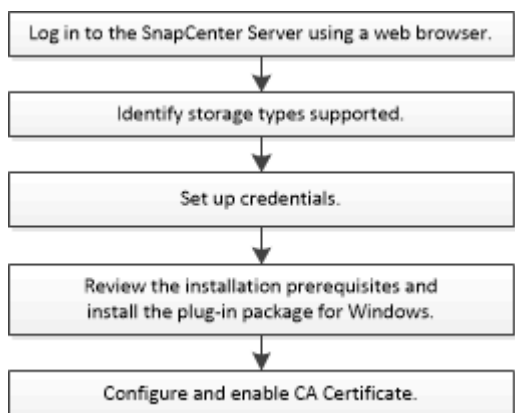 Log in to the SnapCenter Server using a web browser.
Identify storage types supported.
Set up credentials.
Review the installation prerequisites and
install the plug-in package for Windows.
Configure and enable CA Certificate.